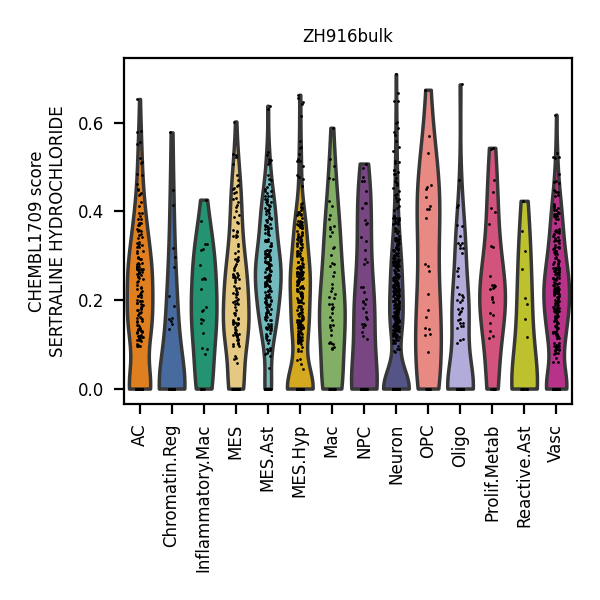 ZH916bulk
CHEMBL1709 score
SERTRALINE HYDROCHLORIDE
0.6
0.4
0.2
0.0
AC
Chromatin.Reg
Inflammatory.Mac
MES
MES.Ast
MES.Hyp
Mac
NPC
Neuron
OPC
Oligo
Prolif.Metab
Reactive.Ast
Vasc